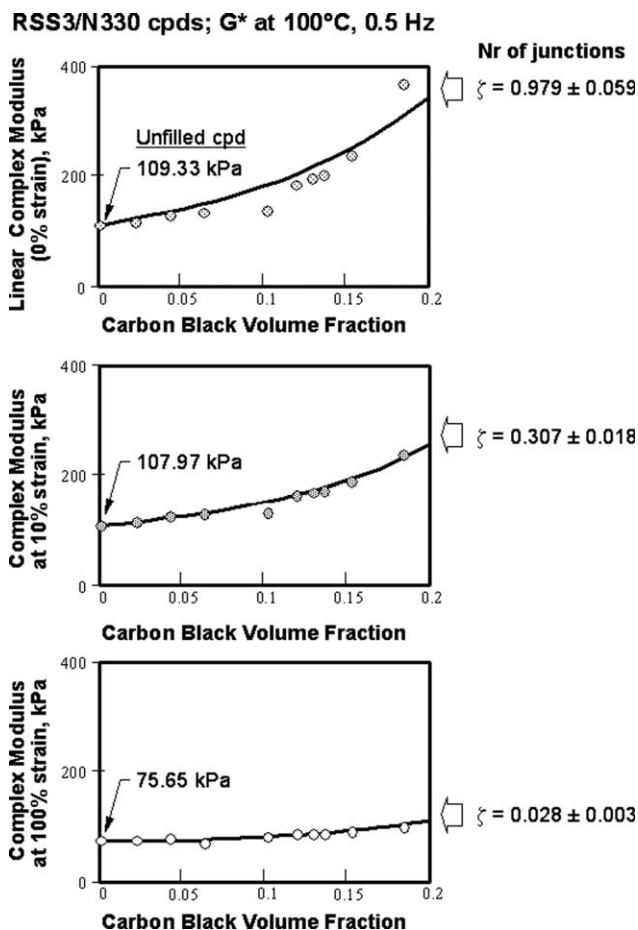 RSS3/N330 cpds; G* at 100°C, 0.5 Hz
Nr of junctions
ζ = 0.979 ± 0.059
Linear Complex Modulus
(0% strain), kPa
400
200
0
Unfilled cpd
109.33 kPa
0 0.05 0.1 0.15 0.2
Carbon Black Volume Fraction
Complex Modulus
at 10% strain, kPa
400
200
0
107.97 kPa
ζ = 0.307 ± 0.018
0 0.05 0.1 0.15 0.2
Carbon Black Volume Fraction
Complex Modulus
at 100% strain, kPa
400
200
0
75.65 kPa
ζ = 0.028 ± 0.003
0 0.05 0.1 0.15 0.2
Carbon Black Volume Fraction